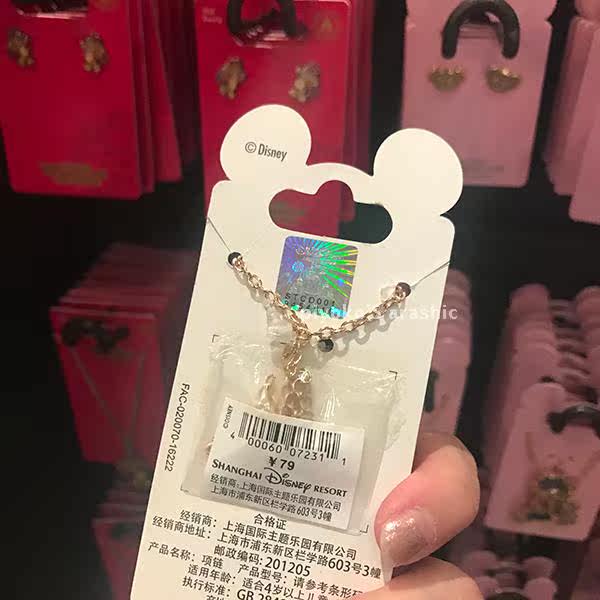 ©Disney
STCD001
arashic
FAC-020070-16222
©DISNEY
4 00060 07231 1
¥79
SHANGHAI Disney RESORT
经销商:上海国际主题乐园有限公司
上海市浦东新区栏学路603号3幢
合格证
经销商：上海国际主题乐园有限公司
经销商地址：上海市浦东新区栏学路603号3幢
邮政编码:201205
产品名称：项链 产品型号：请参考条形码
适用年龄：适合4岁以上儿童
执行标准：GB 284